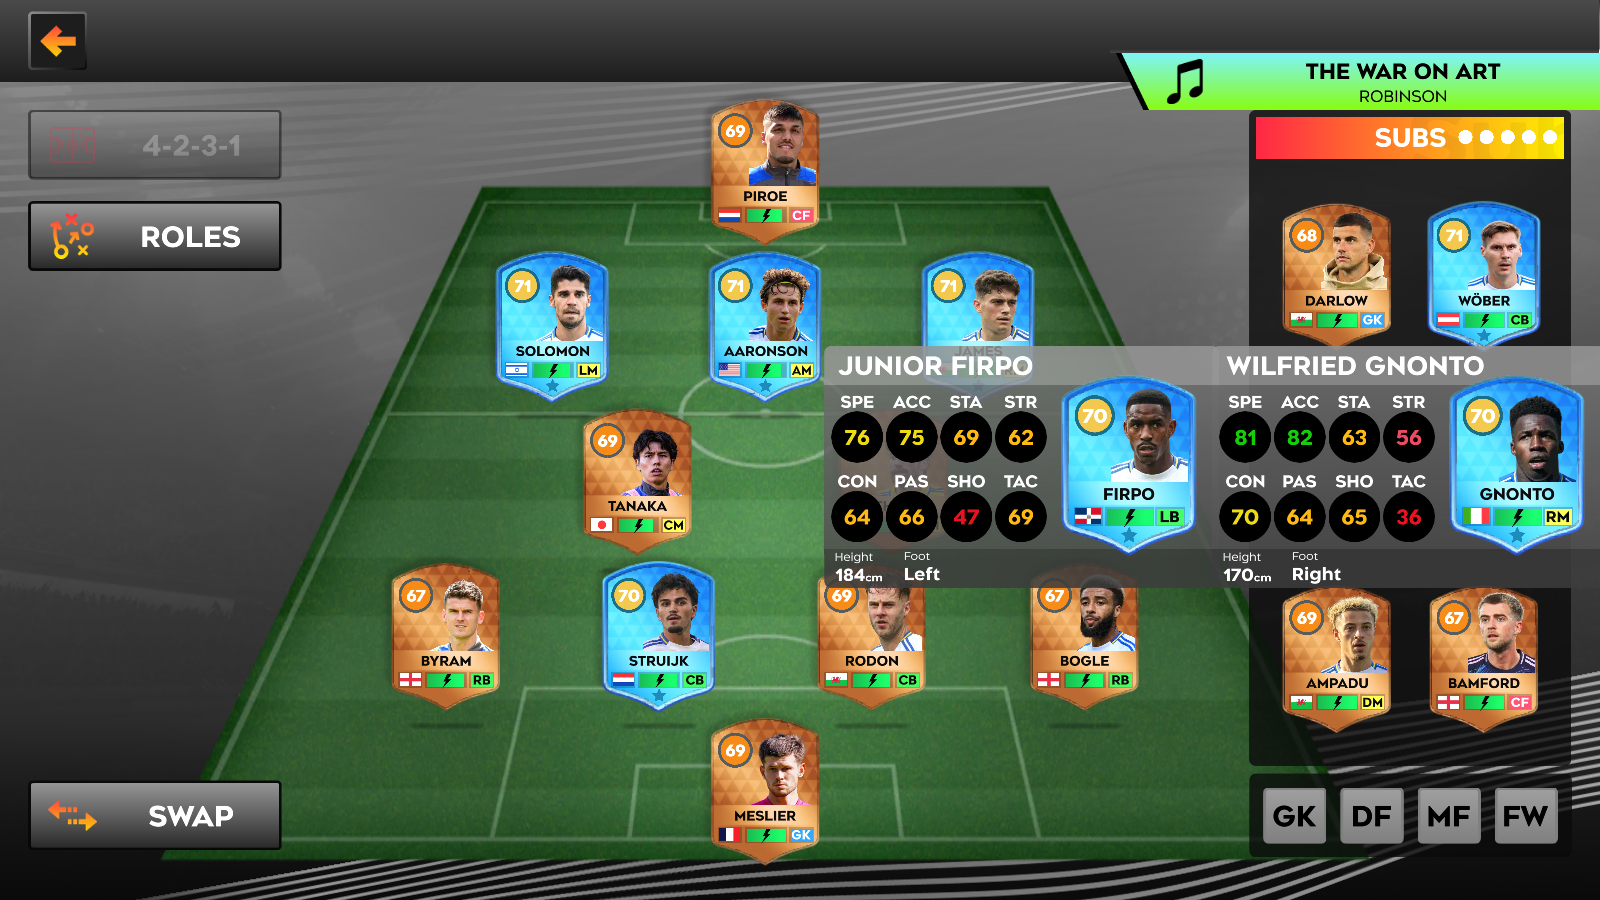 THE WAR ON ART
ROBINSON
4-2-3-1
ROLES
SWAP
SUBS
69
PIROE
CF
71
SOLOMON
LM
71
AARONSON
AM
71
JAMES
69
TANAKA
CM
67
BYRAM
RB
70
STRUIJK
CB
69
RODON
CB
67
BOGLE
RB
69
MESLIER
GK
68
DARLOW
GK
71
WÖBER
CB
JUNIOR FIRPO
SPE ACC STA STR
76 75 69 62
CON PAS SHO TAC
64 66 47 69
Height Foot
184cm Left
70
FIRPO
LB
WILFRIED GNONTO
SPE ACC STA STR
81 82 63 56
CON PAS SHO TAC
70 64 65 36
Height Foot
170cm Right
70
GNONTO
RM
69
AMPADU
DM
67
BAMFORD
CF
GK DF MF FW